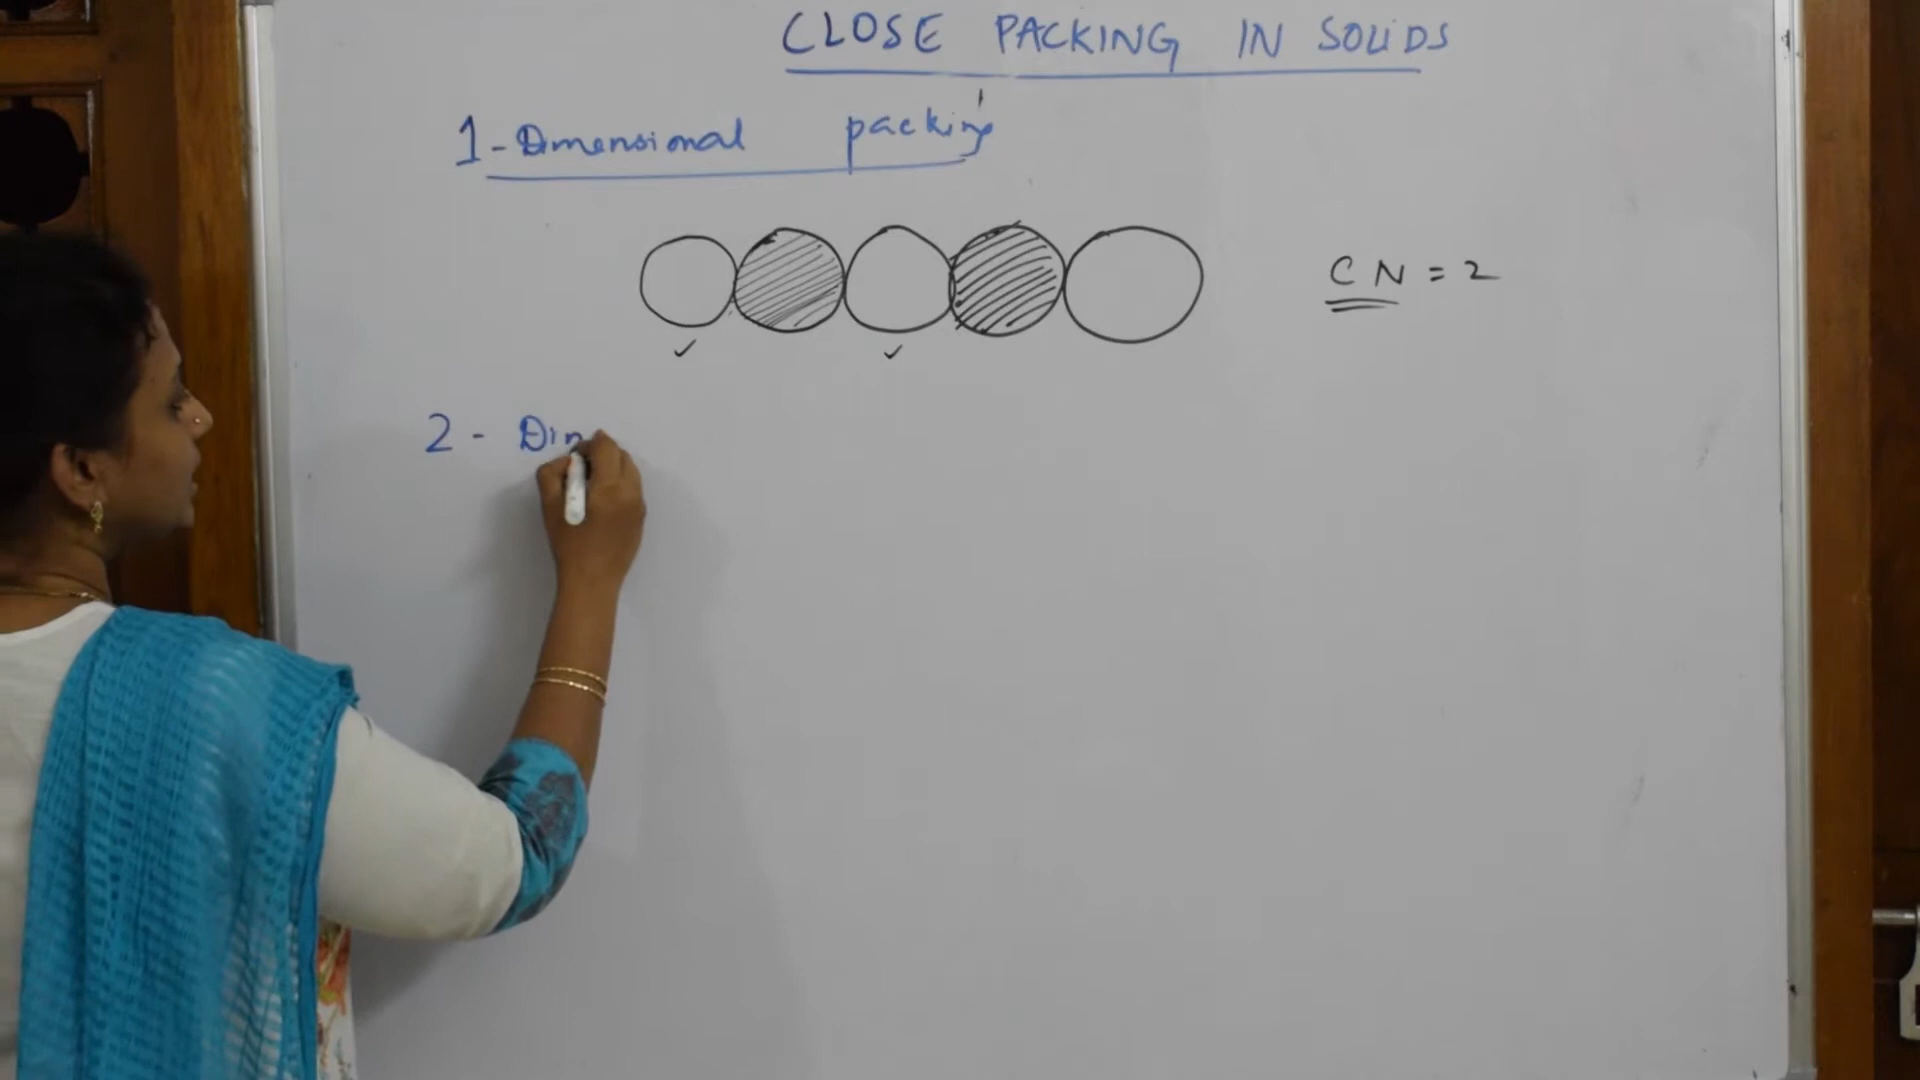 CLOSE PACKING IN SOLIDS
1-Dimensional packing
CN = 2
2 - Dim